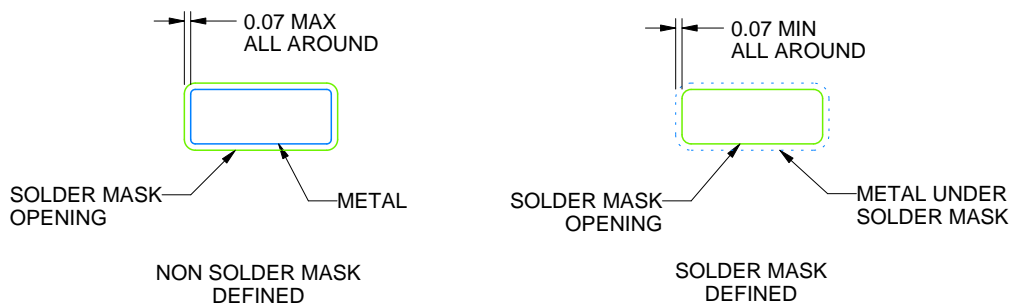 0.07 MAX
ALL AROUND
SOLDER MASK
OPENING
METAL
NON SOLDER MASK
DEFINED
0.07 MIN
ALL AROUND
SOLDER MASK
OPENING
METAL UNDER
SOLDER MASK
SOLDER MASK
DEFINED